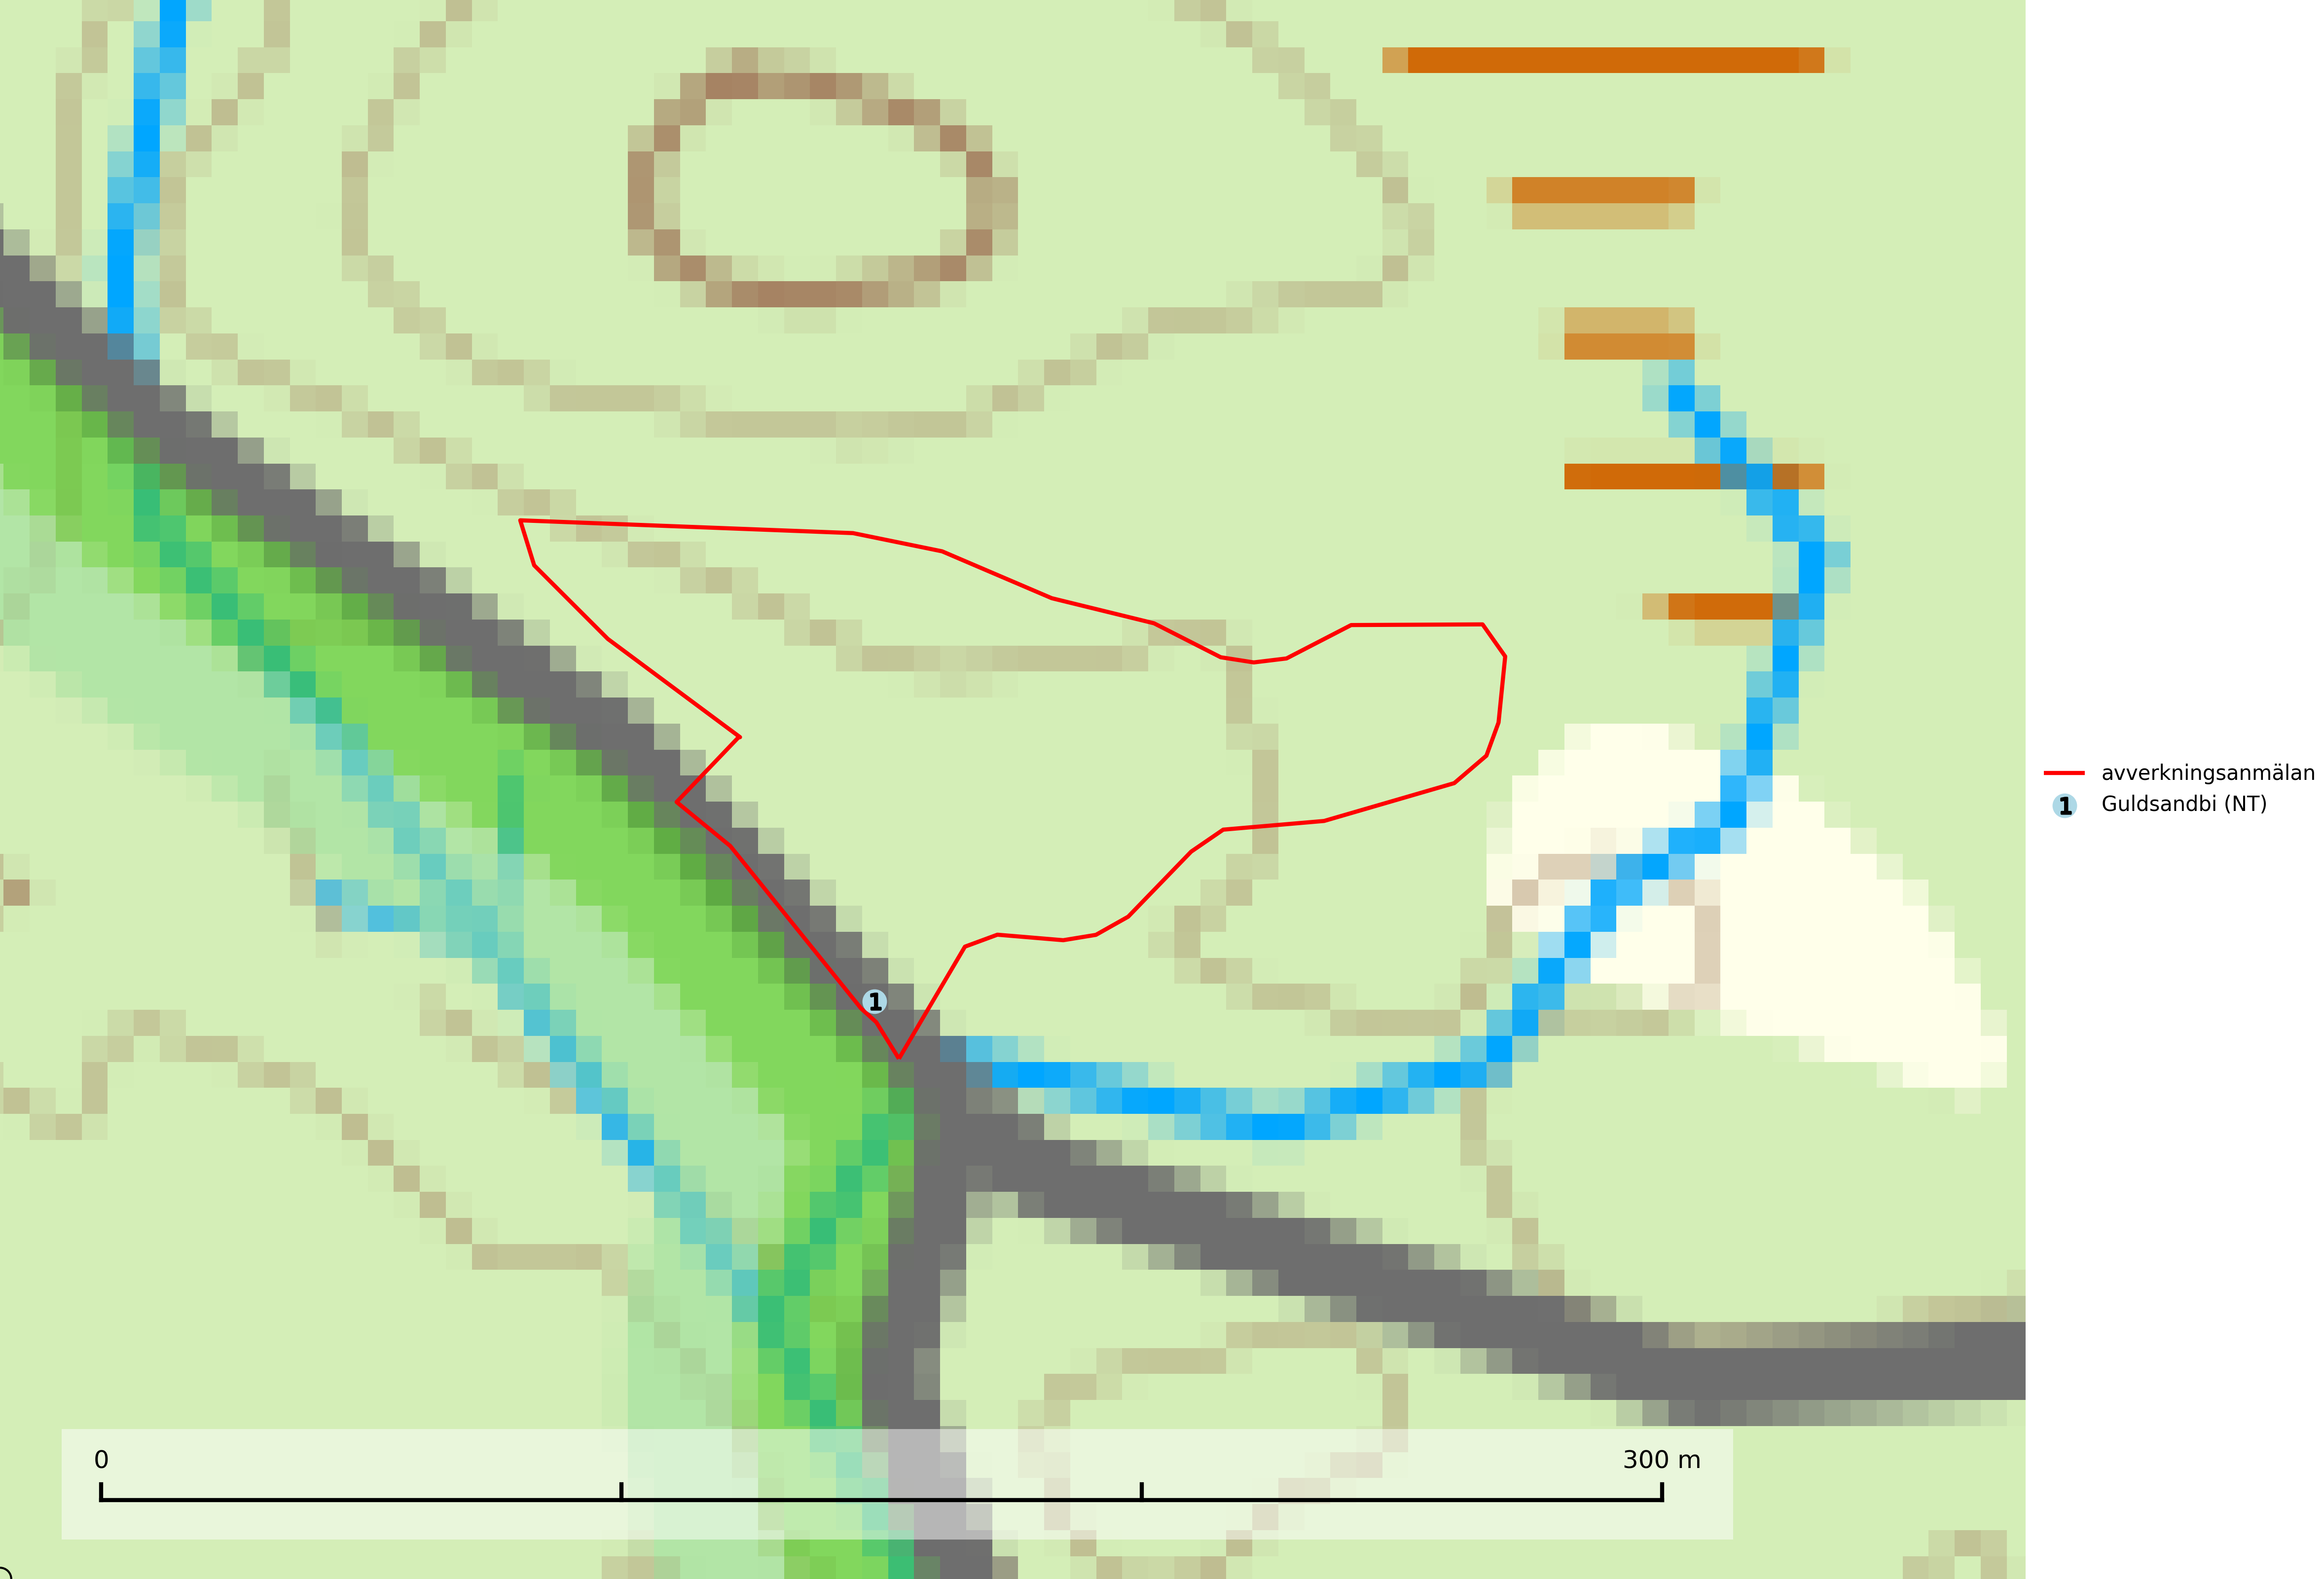 avverkningsanmälan
1 Guldsandbi (NT)
1
0 300 m